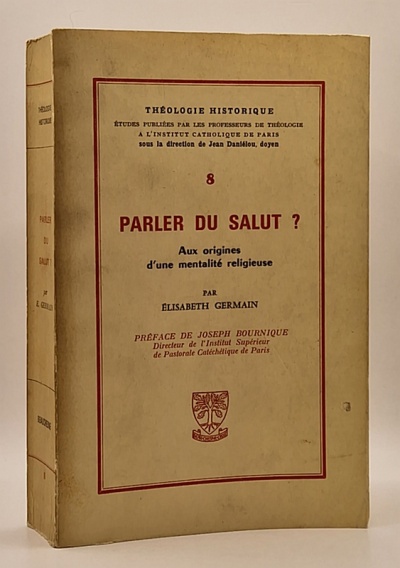 THÉOLOGIE HISTORIQUE
ÉTUDES PUBLIÉES PAR LES PROFESSEURS DE THÉOLOGIE
A L'INSTITUT CATHOLIQUE DE PARIS
sous la direction de Jean Daniélou, doyen
8
PARLER DU SALUT ?
Aux origines
d'une mentalité religieuse
PAR
ÉLISABETH GERMAIN
PRÉFACE DE JOSEPH BOURNIQUE
Directeur de l'Institut Supérieur
de Pastorale Catéchétique de Paris
THÉOLOGIE
HISTORIQUE
PARLER
DU
SALUT ?
par
E. GERMAIN
8